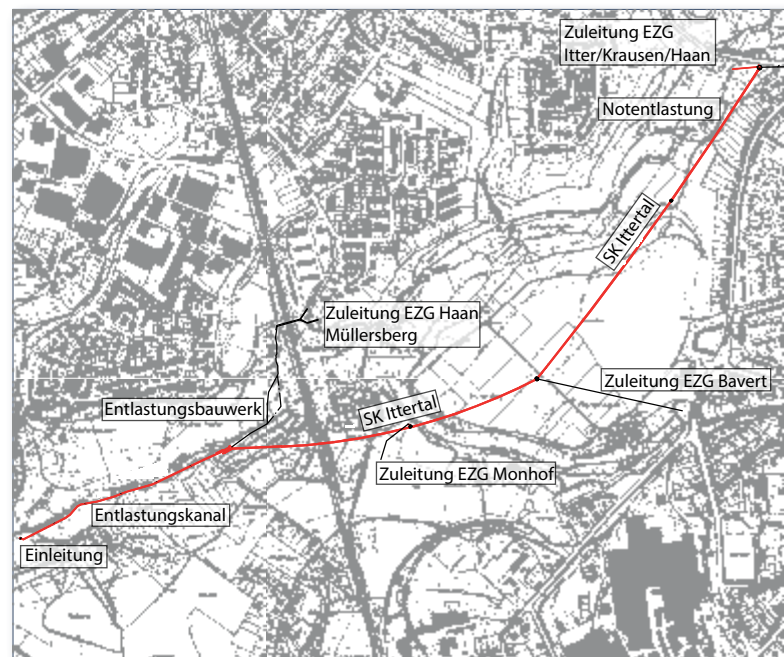 Zuleitung EZG
Itter/Krausen/Haan
Notentlastung
SK Ittertal
Zuleitung EZG Haan
Müllersberg
Zuleitung EZG Bavert
Entlastungsbauwerk
SK Ittertal
Zuleitung EZG Monhof
Entlastungskanal
Einleitung